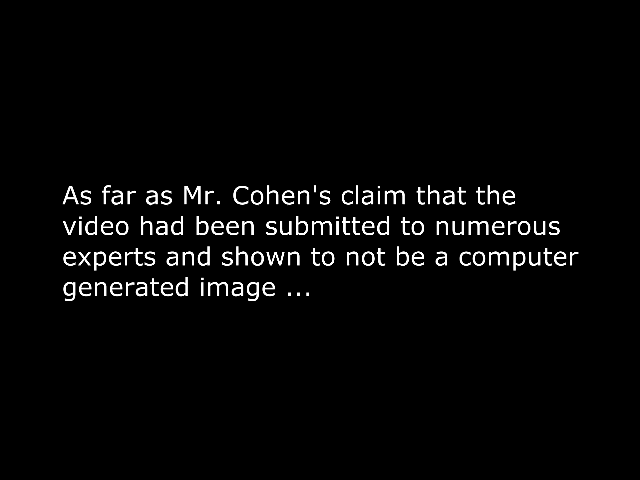 As far as Mr. Cohen's claim that the
video had been submitted to numerous
experts and shown to not be a computer
generated image ...